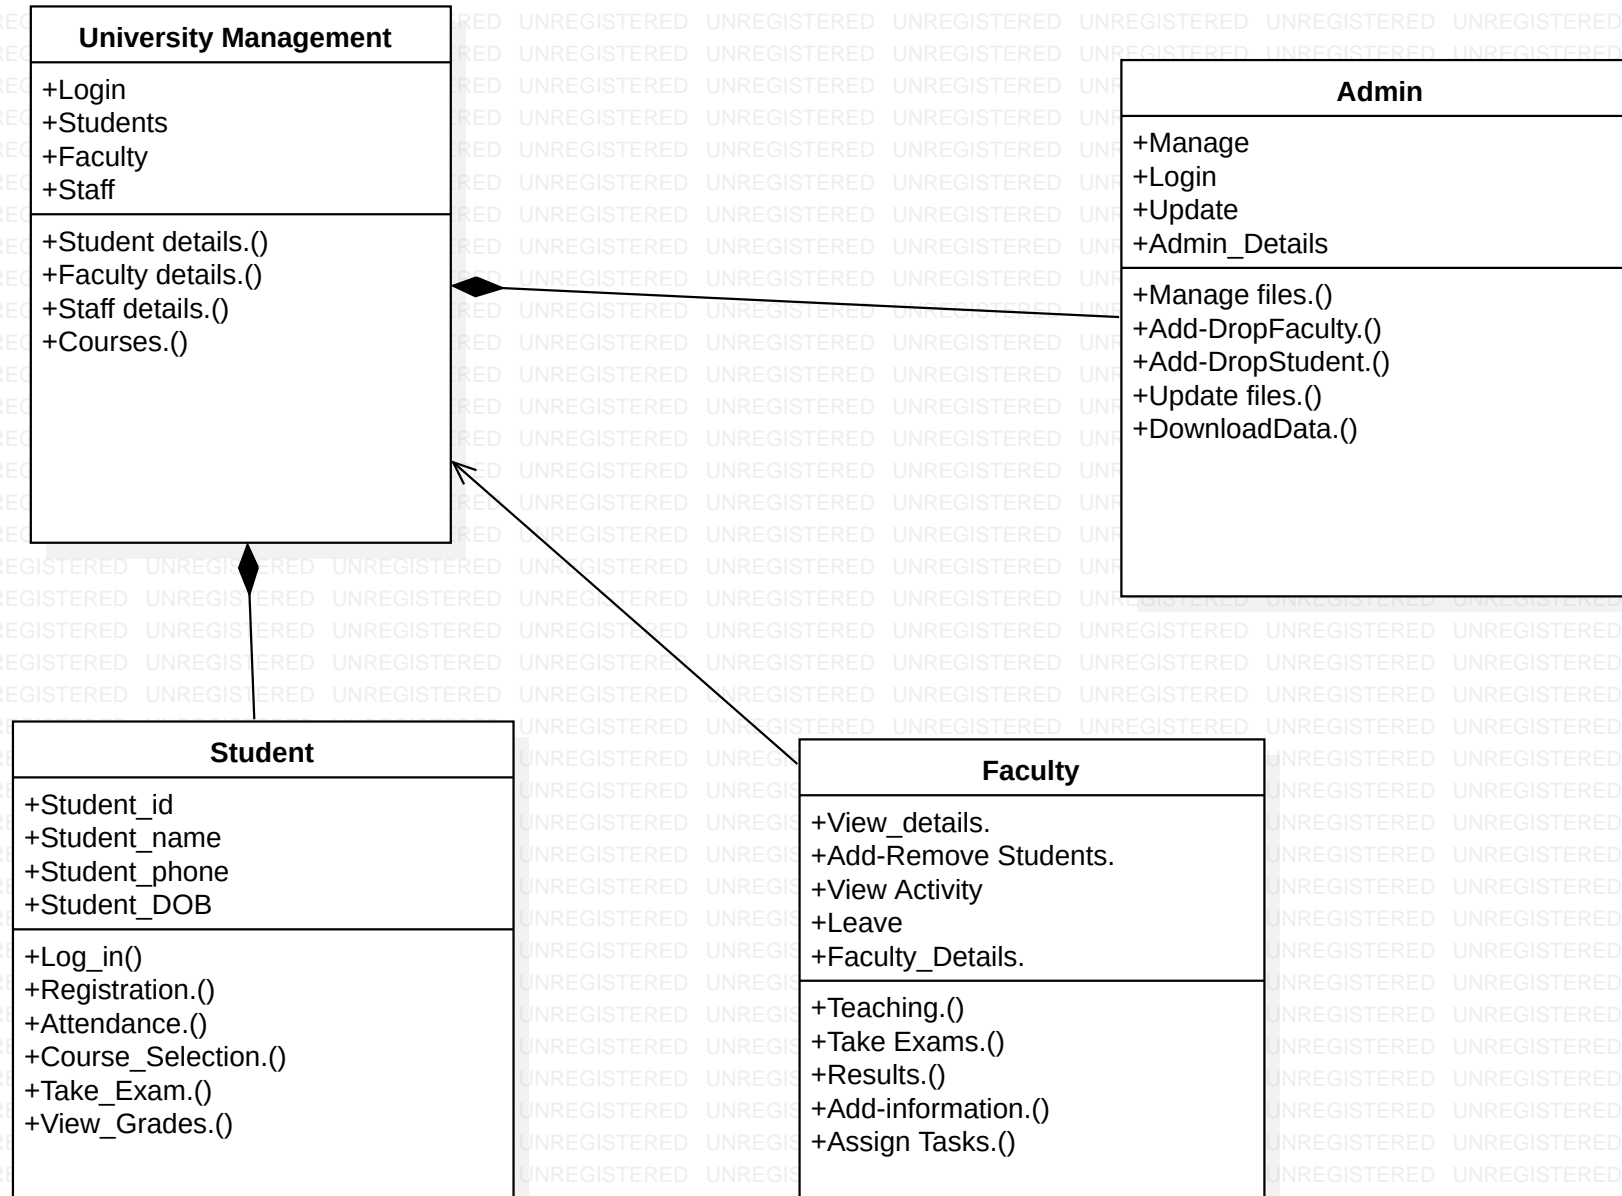 University Management
+Login
+Students
+Faculty
+Staff
+Student details.()
+Faculty details.()
+Staff details.()
+Courses.()
Admin
+Manage
+Login
+Update
+Admin_Details
+Manage files.()
+Add-DropFaculty.()
+Add-DropStudent.()
+Update files.()
+DownloadData.()
Student
+Student_id
+Student_name
+Student_phone
+Student_DOB
+Log_in()
+Registration.()
+Attendance.()
+Course_Selection.()
+Take_Exam.()
+View_Grades.()
Faculty
+View_details.
+Add-Remove Students.
+View Activity
+Leave
+Faculty_Details.
+Teaching.()
+Take Exams.()
+Results.()
+Add-information.()
+Assign Tasks.()
UNREGISTERED